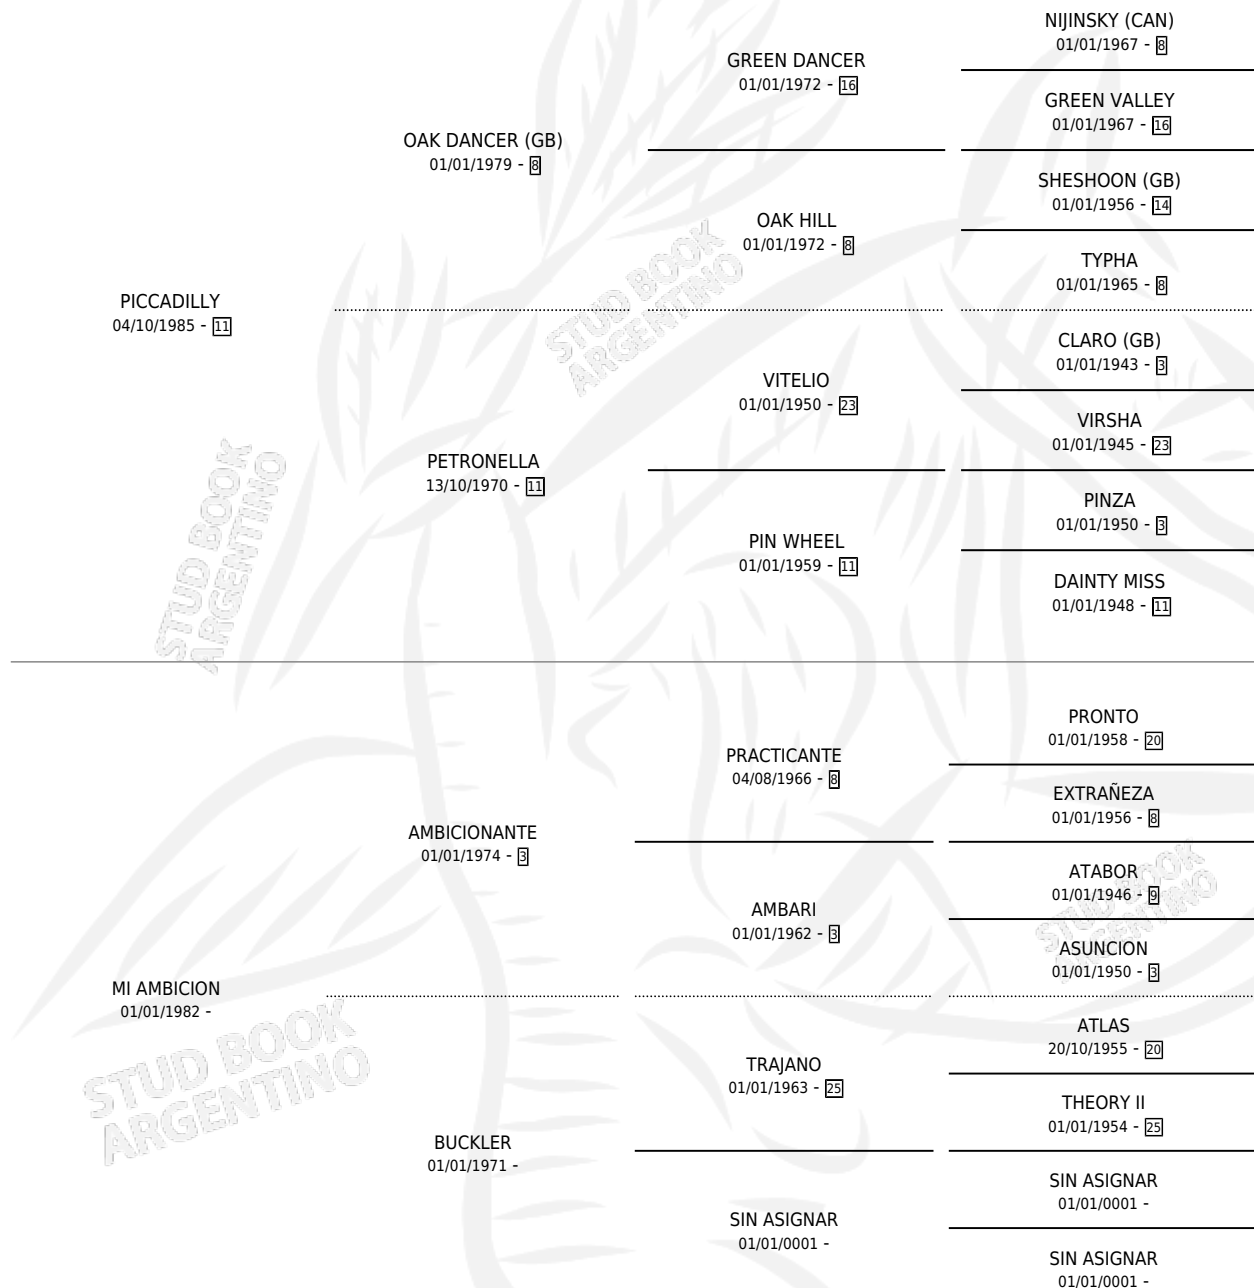 NIJINSKY (CAN)
01/01/1967 - 8
GREEN DANCER
01/01/1972 - 16
GREEN VALLEY
01/01/1967 - 16
OAK DANCER (GB)
01/01/1979 - 8
SHESHOON (GB)
01/01/1956 - 14
OAK HILL
01/01/1972 - 8
TYPHA
01/01/1965 - 8
PICCADILLY
04/10/1985 - 11
CLARO (GB)
01/01/1943 - 3
VITELIO
01/01/1950 - 23
VIRSHA
01/01/1945 - 23
PETRONELLA
13/10/1970 - 11
PINZA
01/01/1950 - 3
PIN WHEEL
01/01/1959 - 11
DAINTY MISS
01/01/1948 - 11
PRONTO
01/01/1958 - 20
PRACTICANTE
04/08/1966 - 8
EXTRAÑEZA
01/01/1956 - 8
AMBICIONANTE
01/01/1974 - 3
ATABOR
01/01/1946 - 9
AMBARI
01/01/1962 - 3
ASUNCION
01/01/1950 - 3
MI AMBICION
01/01/1982 -
ATLAS
20/10/1955 - 20
TRAJANO
01/01/1963 - 25
THEORY II
01/01/1954 - 25
BUCKLER
01/01/1971 -
SIN ASIGNAR
01/01/0001 -
SIN ASIGNAR
01/01/0001 -
SIN ASIGNAR
01/01/0001 -
STUD BOOK
ARGENTINO
STUD BOOK
ARGENTINO
STUD BOOK
ARGENTINO
STUD BOOK
ARGENTINO